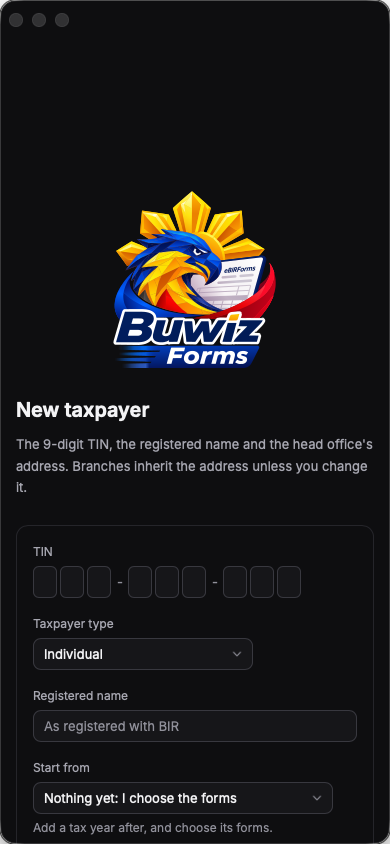 eBIRForms
Buwiz
Forms
New taxpayer
The 9-digit TIN, the registered name and the head office's
address. Branches inherit the address unless you change
it.
TIN
- -
Taxpayer type
Individual
Registered name
As registered with BIR
Start from
Nothing yet: I choose the forms
Add a tax year after, and choose its forms.